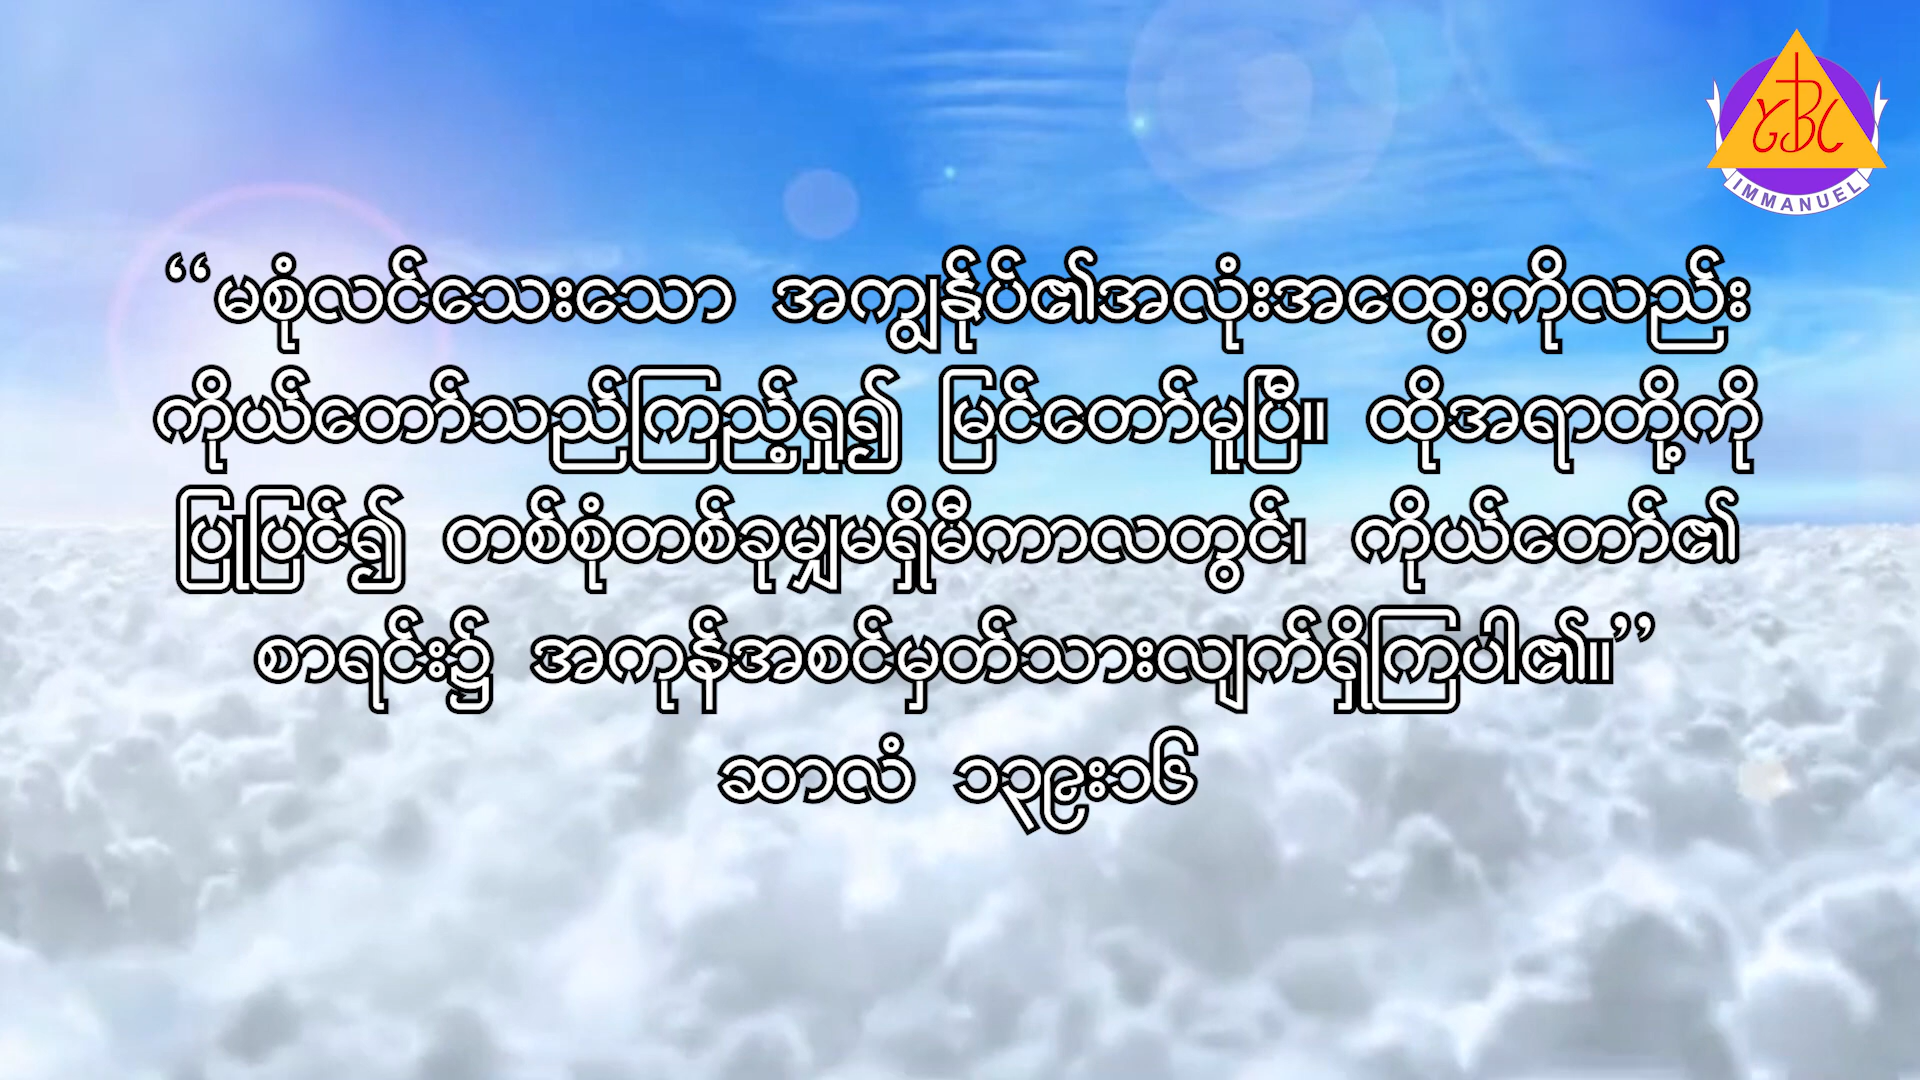 “မစုံလင်သေးသော အကျွန်ုပ်၏အလုံးအထွေးကိုလည်း
ကိုယ်တော်သည်ကြည့်ရှု၍ မြင်တော်မူပြီ။ ထိုအရာတို့ကို
ပြုပြင်၍ တစ်စုံတစ်ခုမျှမရှိမီကာလတွင်၊ ကိုယ်တော်၏
စာရင်း၌ အကုန်အစင်မှတ်သားလျက်ရှိကြပါ၏။”
ဆာလံ ၁၃၉း၁၆
YBC
IMMANUEL